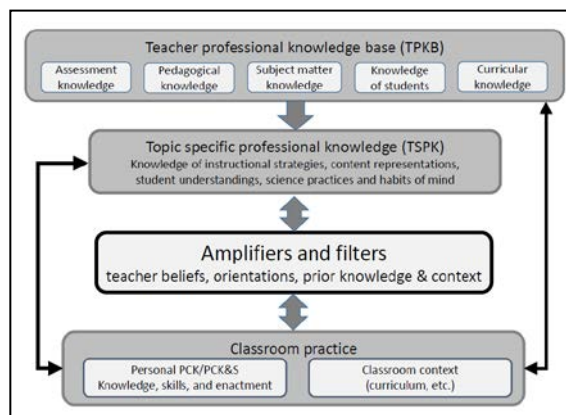 Teacher professional knowledge base (TPKB)
Assessment knowledge
Pedagogical knowledge
Subject matter knowledge
Knowledge of students
Curricular knowledge
Topic specific professional knowledge (TSPK)
Knowledge of instructional strategies, content representations,
student understandings, science practices and habits of mind
Amplifiers and filters
teacher beliefs, orientations, prior knowledge & context
Classroom practice
Personal PCK/PCK&S
Knowledge, skills, and enactment
Classroom context
(curriculum, etc.)